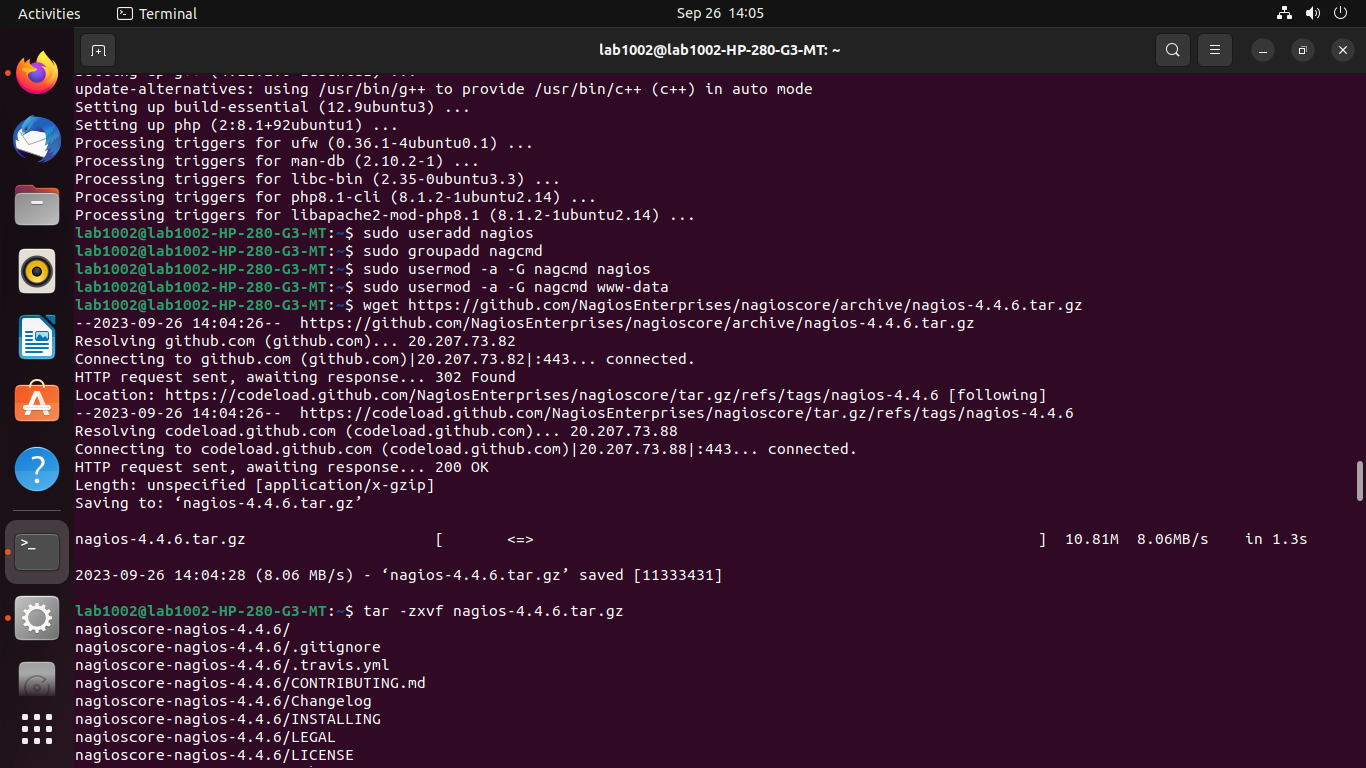 Activities
Terminal
Sep 26 14:05
lab1002@lab1002-HP-280-G3-MT: ~
update-alternatives: using /usr/bin/g++ to provide /usr/bin/c++ (c++) in auto mode
Setting up build-essential (12.9ubuntu3) ...
Setting up php (2:8.1+92ubuntu1) ...
Processing triggers for ufw (0.36.1-4ubuntu0.1) ...
Processing triggers for man-db (2.10.2-1) ...
Processing triggers for libc-bin (2.35-0ubuntu3.3) ...
Processing triggers for php8.1-cli (8.1.2-1ubuntu2.14) ...
Processing triggers for libapache2-mod-php8.1 (8.1.2-1ubuntu2.14) ...
lab1002@lab1002-HP-280-G3-MT:~$ sudo useradd nagios
lab1002@lab1002-HP-280-G3-MT:~$ sudo groupadd nagcmd
lab1002@lab1002-HP-280-G3-MT:~$ sudo usermod -a -G nagcmd nagios
lab1002@lab1002-HP-280-G3-MT:~$ sudo usermod -a -G nagcmd www-data
lab1002@lab1002-HP-280-G3-MT:~$ wget https://github.com/NagiosEnterprises/nagioscore/archive/nagios-4.4.6.tar.gz
--2023-09-26 14:04:26--  https://github.com/NagiosEnterprises/nagioscore/archive/nagios-4.4.6.tar.gz
Resolving github.com (github.com)... 20.207.73.82
Connecting to github.com (github.com)|20.207.73.82|:443... connected.
HTTP request sent, awaiting response... 302 Found
Location: https://codeload.github.com/NagiosEnterprises/nagioscore/tar.gz/refs/tags/nagios-4.4.6 [following]
--2023-09-26 14:04:26--  https://codeload.github.com/NagiosEnterprises/nagioscore/tar.gz/refs/tags/nagios-4.4.6
Resolving codeload.github.com (codeload.github.com)... 20.207.73.88
Connecting to codeload.github.com (codeload.github.com)|20.207.73.88|:443... connected.
HTTP request sent, awaiting response... 200 OK
Length: unspecified [application/x-gzip]
Saving to: ‘nagios-4.4.6.tar.gz’
nagios-4.4.6.tar.gz [ <=> ] 10.81M 8.06MB/s in 1.3s
2023-09-26 14:04:28 (8.06 MB/s) - ‘nagios-4.4.6.tar.gz’ saved [11333431]
lab1002@lab1002-HP-280-G3-MT:~$ tar -zxvf nagios-4.4.6.tar.gz
nagioscore-nagios-4.4.6/
nagioscore-nagios-4.4.6/.gitignore
nagioscore-nagios-4.4.6/.travis.yml
nagioscore-nagios-4.4.6/CONTRIBUTING.md
nagioscore-nagios-4.4.6/Changelog
nagioscore-nagios-4.4.6/INSTALLING
nagioscore-nagios-4.4.6/LEGAL
nagioscore-nagios-4.4.6/LICENSE